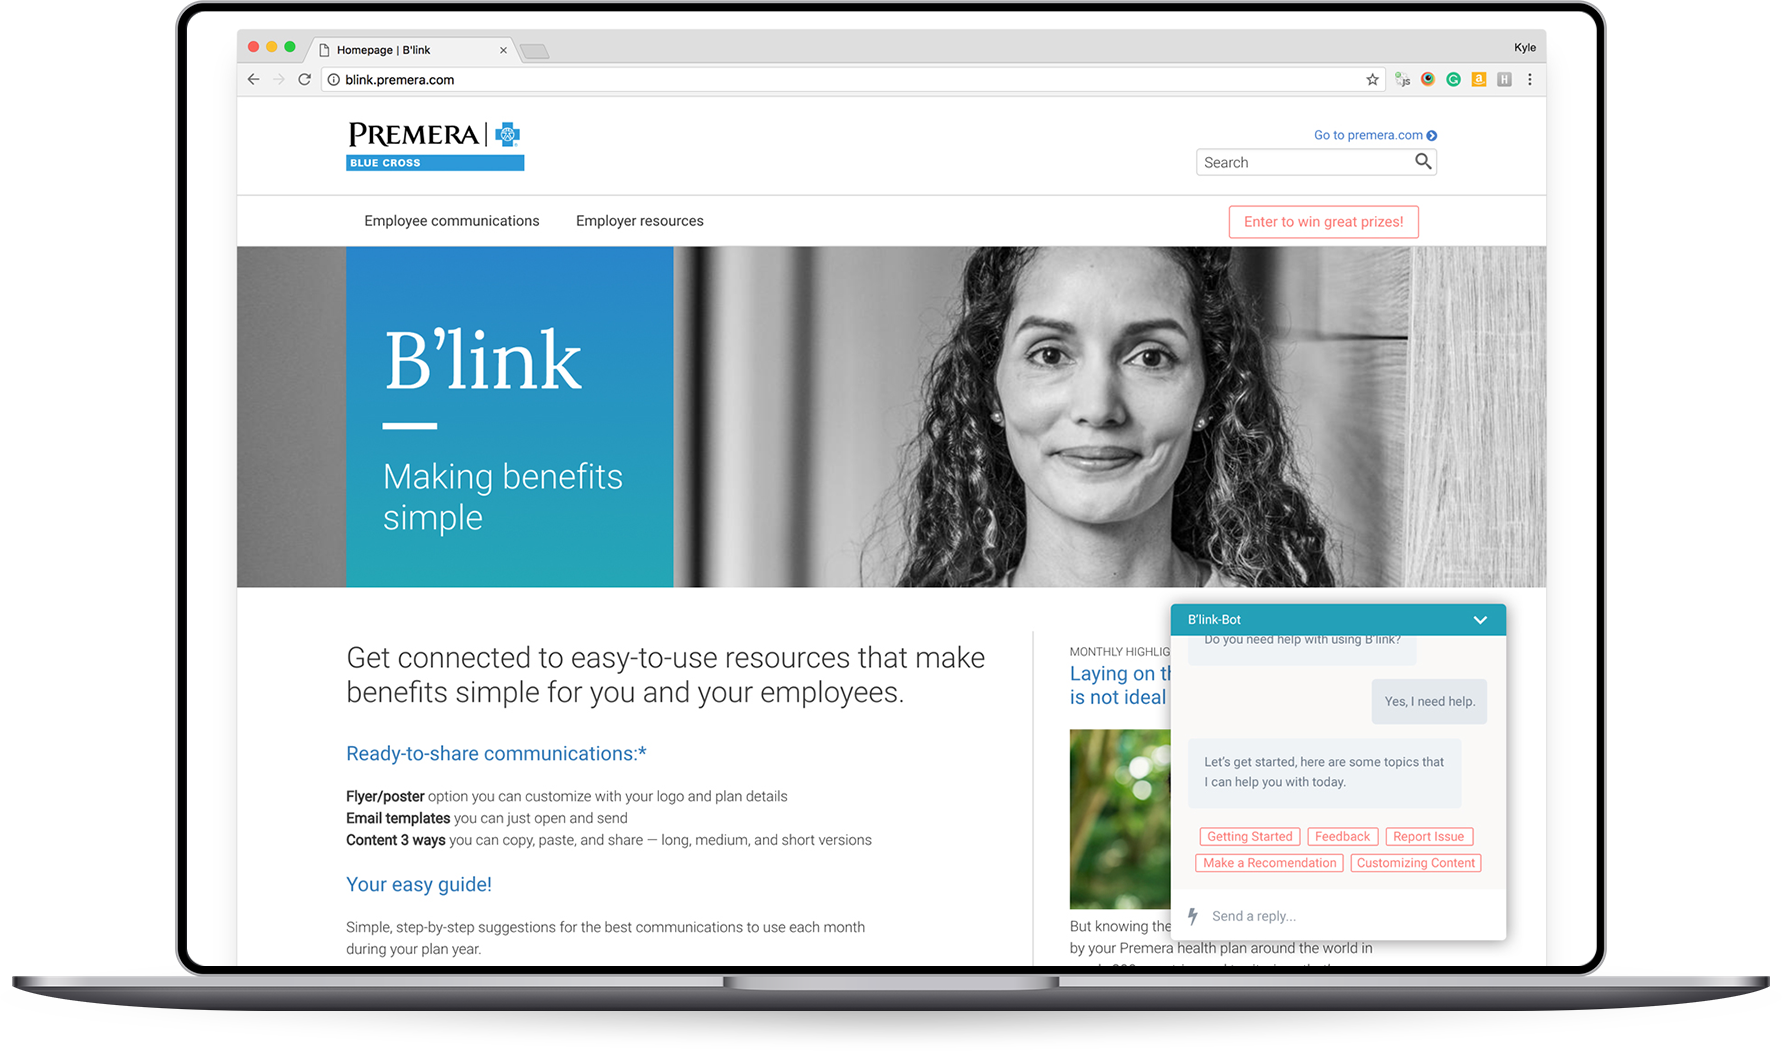 Homepage | B'link
Kyle
blink.premera.com
JS
a
H
PREMERA
BLUE CROSS
Go to premera.com
Search
Employee communications
Employer resources
Enter to win great prizes!
B'link
Making benefits
simple
Get connected to easy-to-use resources that make
benefits simple for you and your employees.
Ready-to-share communications:*
Flyer/poster option you can customize with your logo and plan details
Email templates you can just open and send
Content 3 ways you can copy, paste, and share — long, medium, and short versions
Your easy guide!
Simple, step-by-step suggestions for the best communications to use each month
during your plan year.
MONTHLY HIGHLIG
Laying on th
is not ideal
But knowing the
by your Premera health plan around the world in
B'link-Bot
Do you need help with using B'link?
Yes, I need help.
Let's get started, here are some topics that
I can help you with today.
Getting Started
Feedback
Report Issue
Make a Recomendation
Customizing Content
Send a reply...